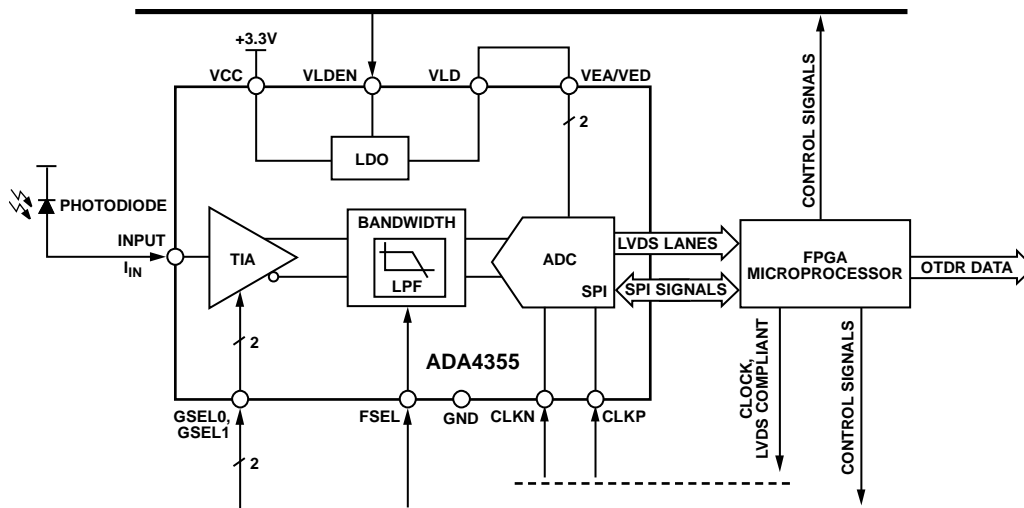 +3.3V
VCC
VLDEN
VLD
VEA/VED
2
LDO
CONTROL SIGNALS
PHOTODIODE
INPUT
IIN
TIA
BANDWIDTH
LPF
ADC
SPI
LVDS LANES
SPI SIGNALS
FPGA
MICROPROCESSOR
OTDR DATA
2
ADA4355
GSEL0,
GSEL1
FSEL
GND
CLKN
CLKP
2
CLOCK,
LVDS COMPLIANT
CONTROL SIGNALS